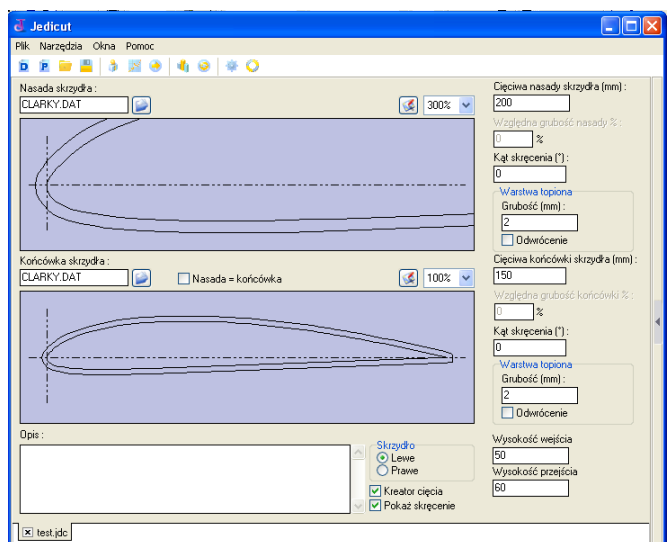 Jedicut
Plik Narzędzia Okna Pomoc
Nasada skrzydła :
CLARKY.DAT
300%
Cięciwa nasady skrzydła (mm) :
200
Względna grubość nasady % :
0 %
Kąt skręcenia (°) :
0
Warstwa topiona
Grubość (mm) :
2
Odwrócenie
Końcówka skrzydła :
CLARKY.DAT
Nasada = końcówka
100%
Cięciwa końcówki skrzydła (mm) :
150
Względna grubość końcówki % :
0 %
Kąt skręcenia (°) :
0
Warstwa topiona
Grubość (mm) :
2
Odwrócenie
Opis :
Skrzydło
Lewe
Prawe
Kreator cięcia
Pokaż skręcenie
Wysokość wejścia
50
Wysokość przejścia
60
test.jdc